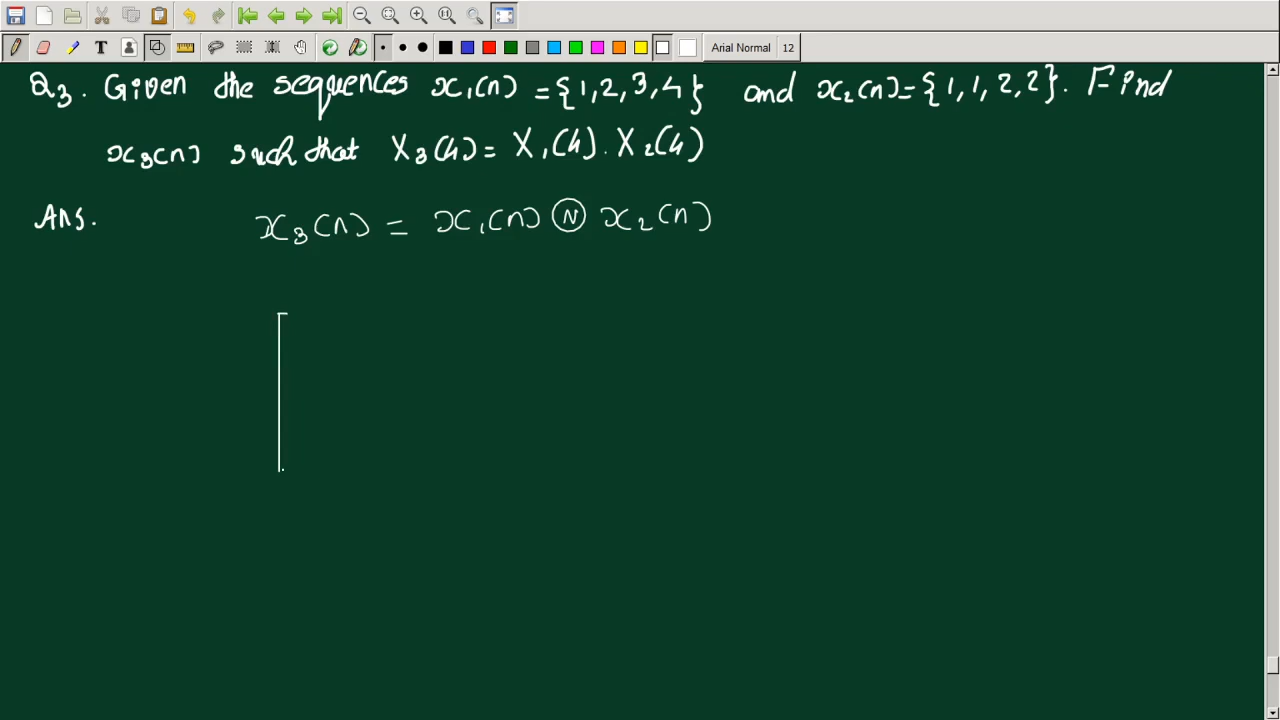 Arial Normal 12
Q3. Given the sequences x₁(n) = {1,2,3,4} and x₂(n) = {1,1,2,2}. Find
x₃(n) such that X₃(k) = X₁(k) . X₂(k)
Ans. x₃(n) = x₁(n) Ⓝ x₂(n)